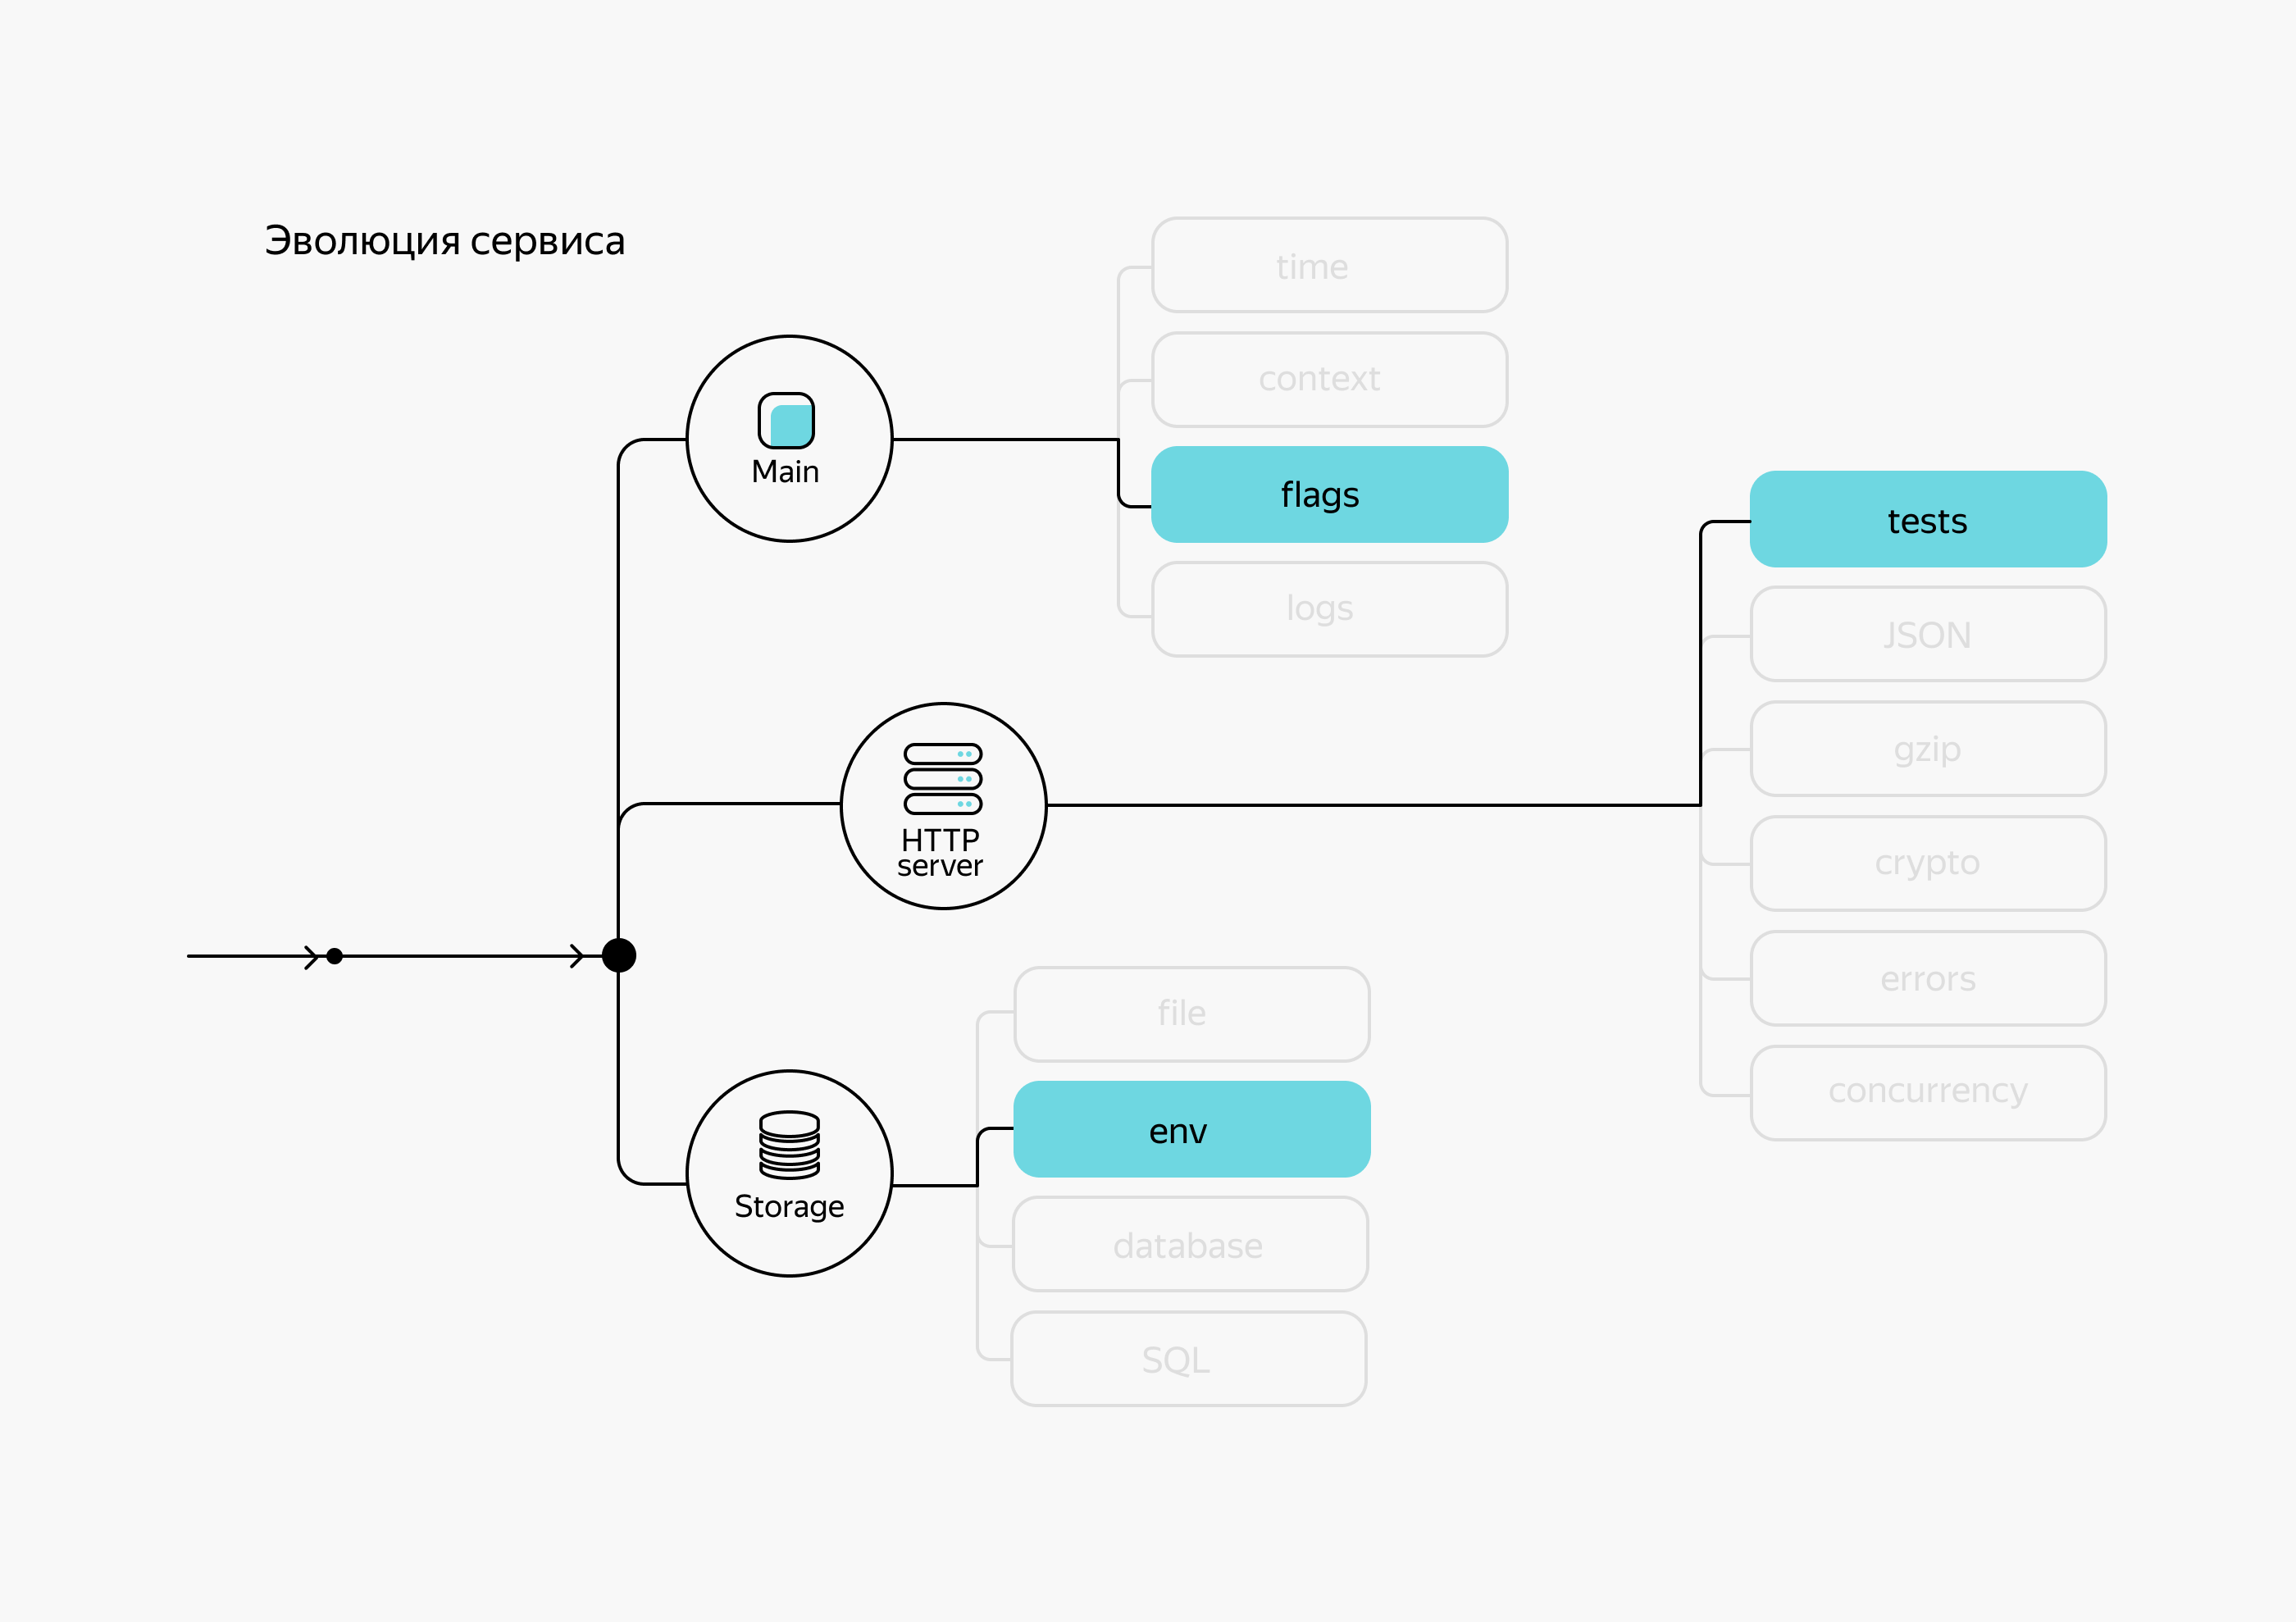 Эволюция сервиса
Main
time
context
flags
logs
HTTP
server
tests
JSON
gzip
crypto
errors
concurrency
Storage
file
env
database
SQL